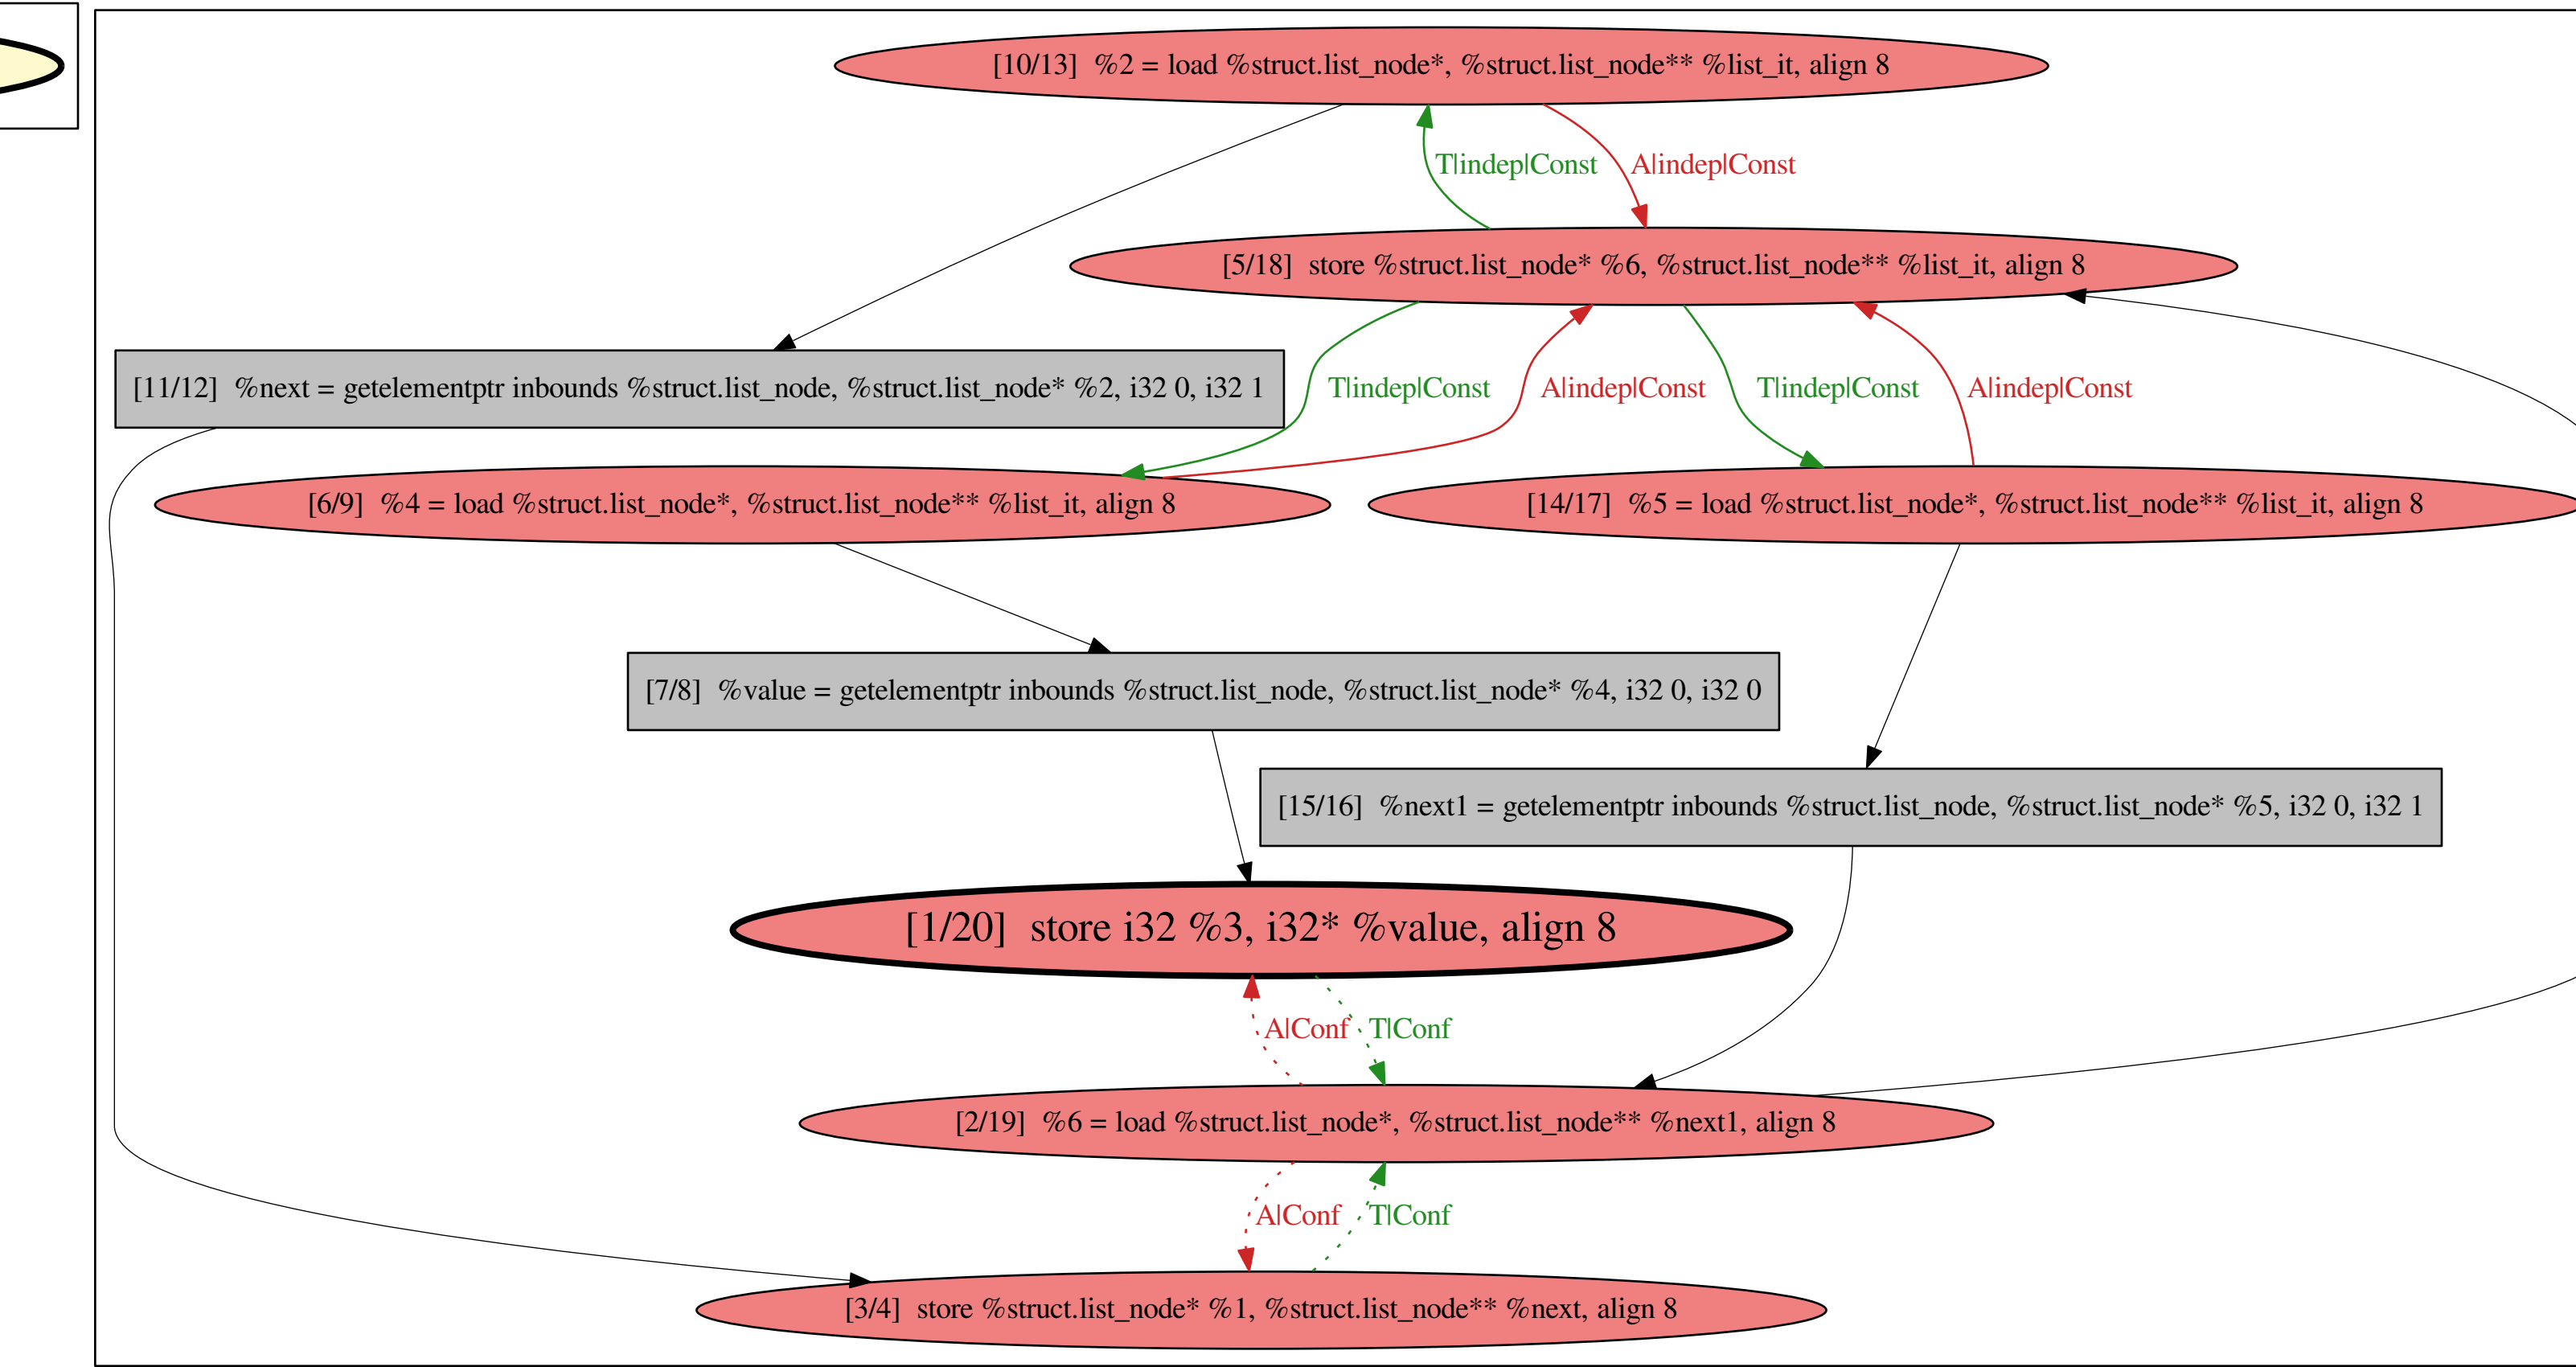 [10/13]  %2 = load %struct.list_node*, %struct.list_node** %list_it, align 8
T|indep|Const
A|indep|Const
[5/18]  store %struct.list_node* %6, %struct.list_node** %list_it, align 8
[11/12]  %next = getelementptr inbounds %struct.list_node, %struct.list_node* %2, i32 0, i32 1
T|indep|Const
A|indep|Const
T|indep|Const
A|indep|Const
[6/9]  %4 = load %struct.list_node*, %struct.list_node** %list_it, align 8
[14/17]  %5 = load %struct.list_node*, %struct.list_node** %list_it, align 8
[7/8]  %value = getelementptr inbounds %struct.list_node, %struct.list_node* %4, i32 0, i32 0
[15/16]  %next1 = getelementptr inbounds %struct.list_node, %struct.list_node* %5, i32 0, i32 1
[1/20]  store i32 %3, i32* %value, align 8
A|Conf
T|Conf
[2/19]  %6 = load %struct.list_node*, %struct.list_node** %next1, align 8
A|Conf
T|Conf
[3/4]  store %struct.list_node* %1, %struct.list_node** %next, align 8